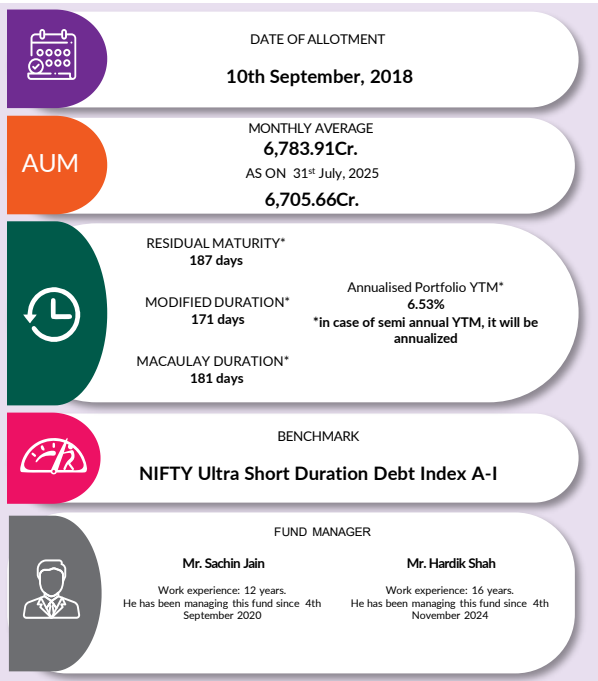 DATE OF ALLOTMENT
10th September, 2018
AUM
MONTHLY AVERAGE
6,783.91Cr.
AS ON 31st July, 2025
6,705.66Cr.
RESIDUAL MATURITY*
187 days
MODIFIED DURATION*
171 days
MACAULAY DURATION*
181 days
Annualised Portfolio YTM*
6.53%
*in case of semi annual YTM, it will be
annualized
BENCHMARK
NIFTY Ultra Short Duration Debt Index A-I
FUND MANAGER
Mr. Sachin Jain
Work experience: 12 years.
He has been managing this fund since 4th
September 2020
Mr. Hardik Shah
Work experience: 16 years.
He has been managing this fund since 4th
November 2024